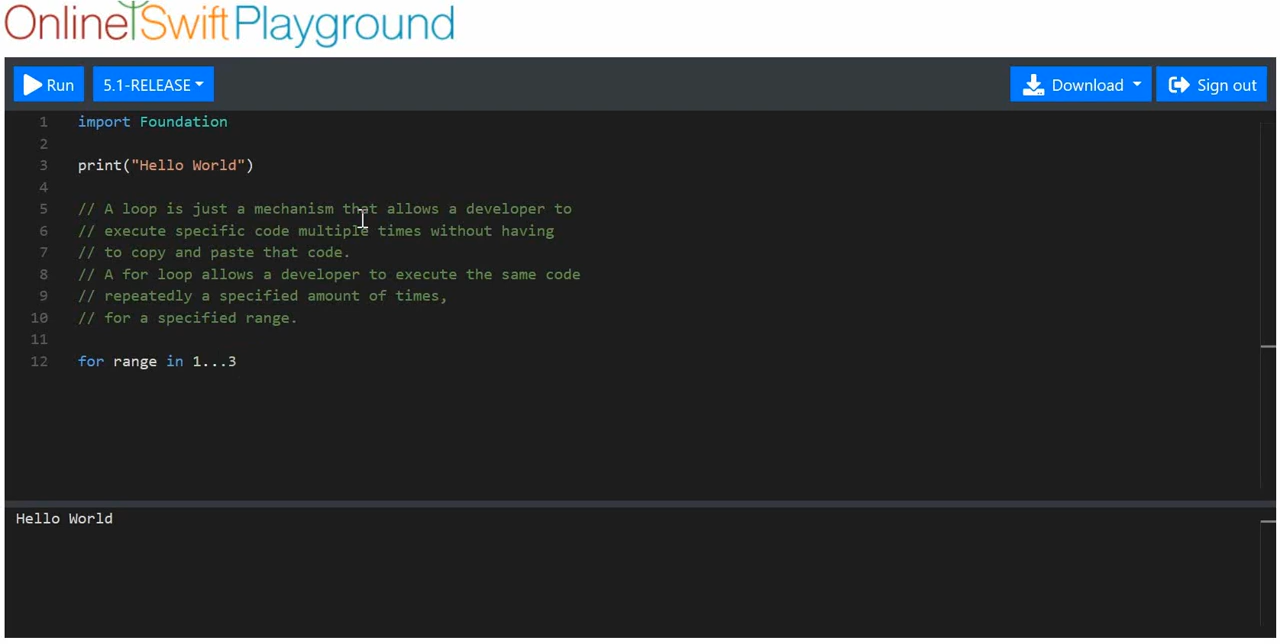 Online Swift Playground
Run 5.1-RELEASE Download Sign out
1 import Foundation
2
3 print("Hello World")
4
5 // A loop is just a mechanism that allows a developer to
6 // execute specific code multiple times without having
7 // to copy and paste that code.
8 // A for loop allows a developer to execute the same code
9 // repeatedly a specified amount of times,
10 // for a specified range.
11
12 for range in 1...3
Hello World